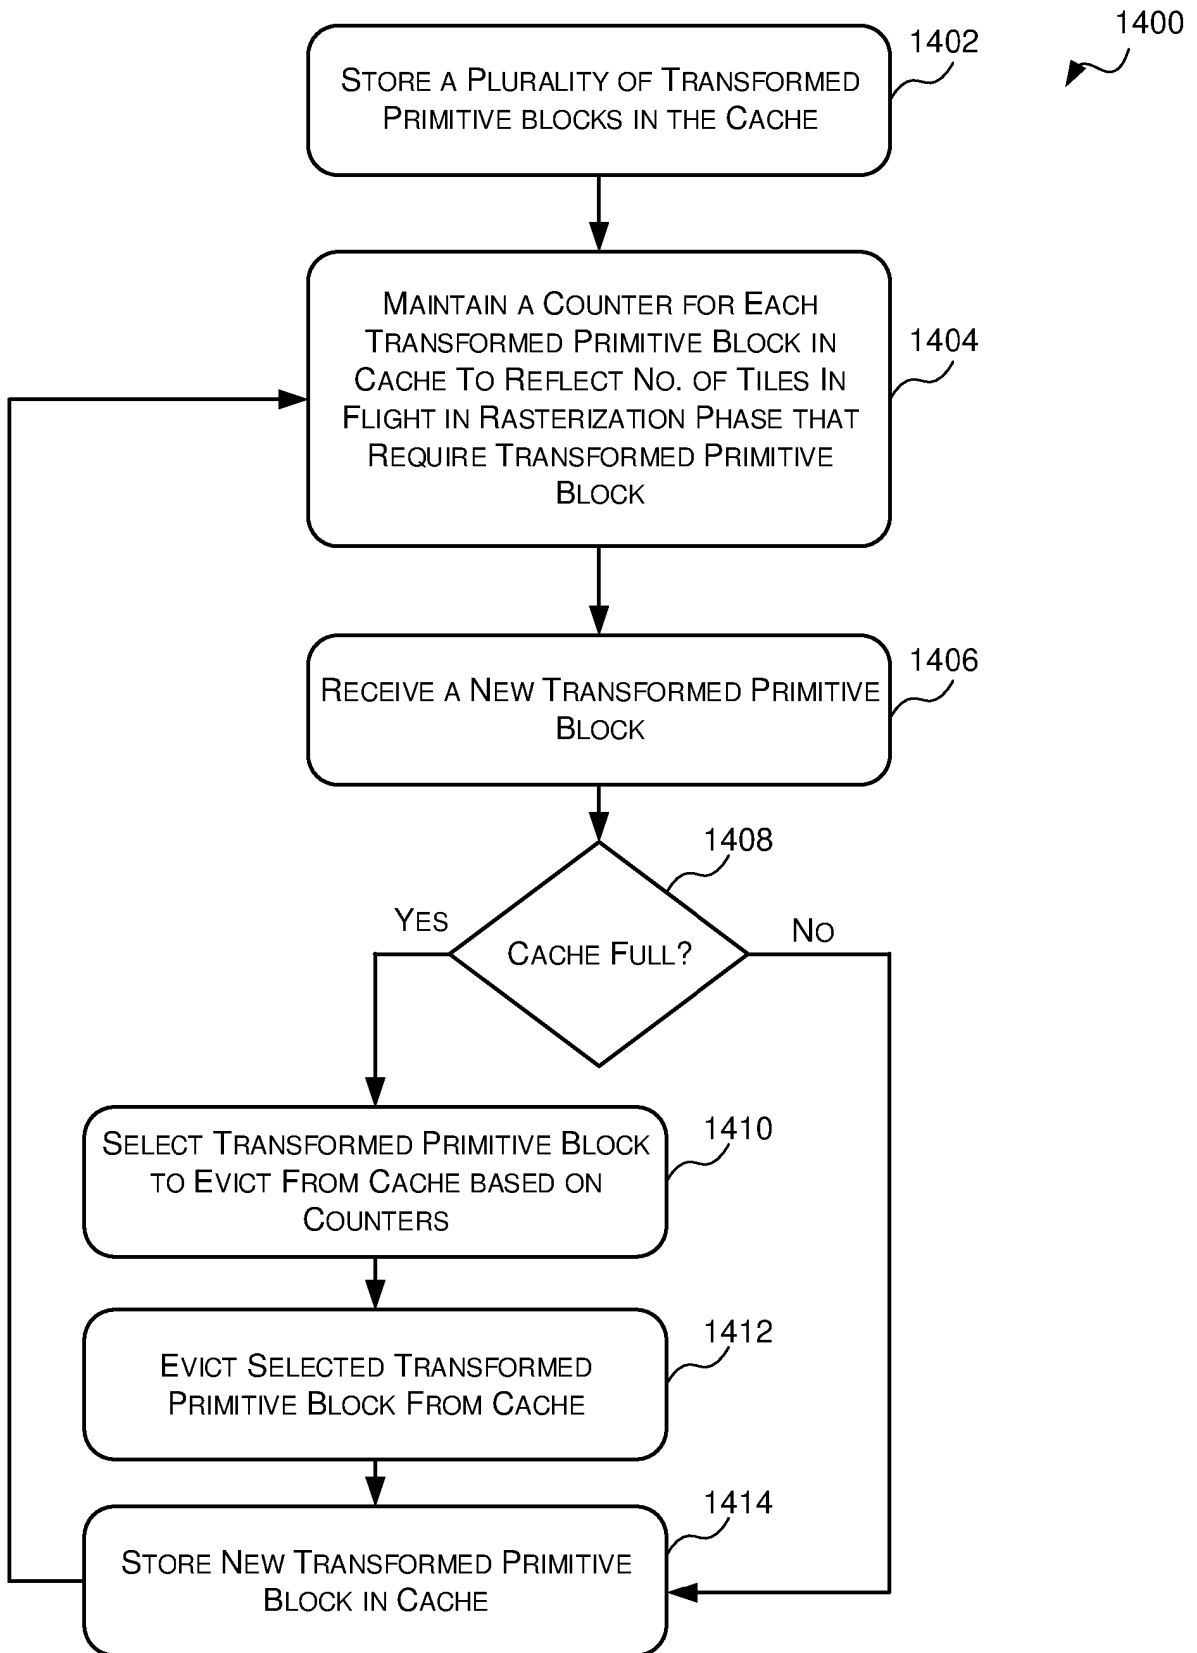 1400
1402
STORE A PLURALITY OF TRANSFORMED
PRIMITIVE BLOCKS IN THE CACHE
MAINTAIN A COUNTER FOR EACH
TRANSFORMED PRIMITIVE BLOCK IN
CACHE TO REFLECT NO. OF TILES IN
FLIGHT IN RASTERIZATION PHASE THAT
REQUIRE TRANSFORMED PRIMITIVE
BLOCK
1404
RECEIVE A NEW TRANSFORMED PRIMITIVE
BLOCK
1406
1408
YES
CACHE FULL?
NO
SELECT TRANSFORMED PRIMITIVE BLOCK
TO EVICT FROM CACHE BASED ON
COUNTERS
1410
EVICT SELECTED TRANSFORMED
PRIMITIVE BLOCK FROM CACHE
1412
1414
STORE NEW TRANSFORMED PRIMITIVE
BLOCK IN CACHE